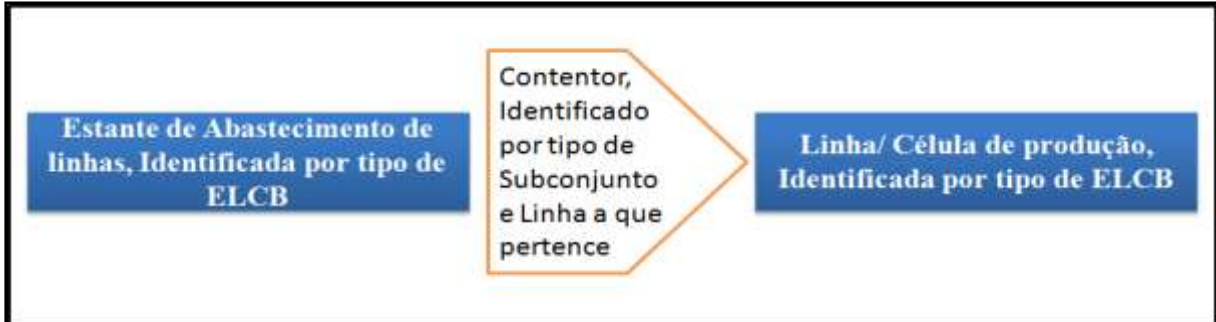 Estante de Abastecimento de
linhas, Identificada por tipo de
ELCB
Contentor,
Identificado
por tipo de
Subconjunto
e Linha a que
pertence
Linha/ Célula de produção,
Identificada por tipo de ELCB